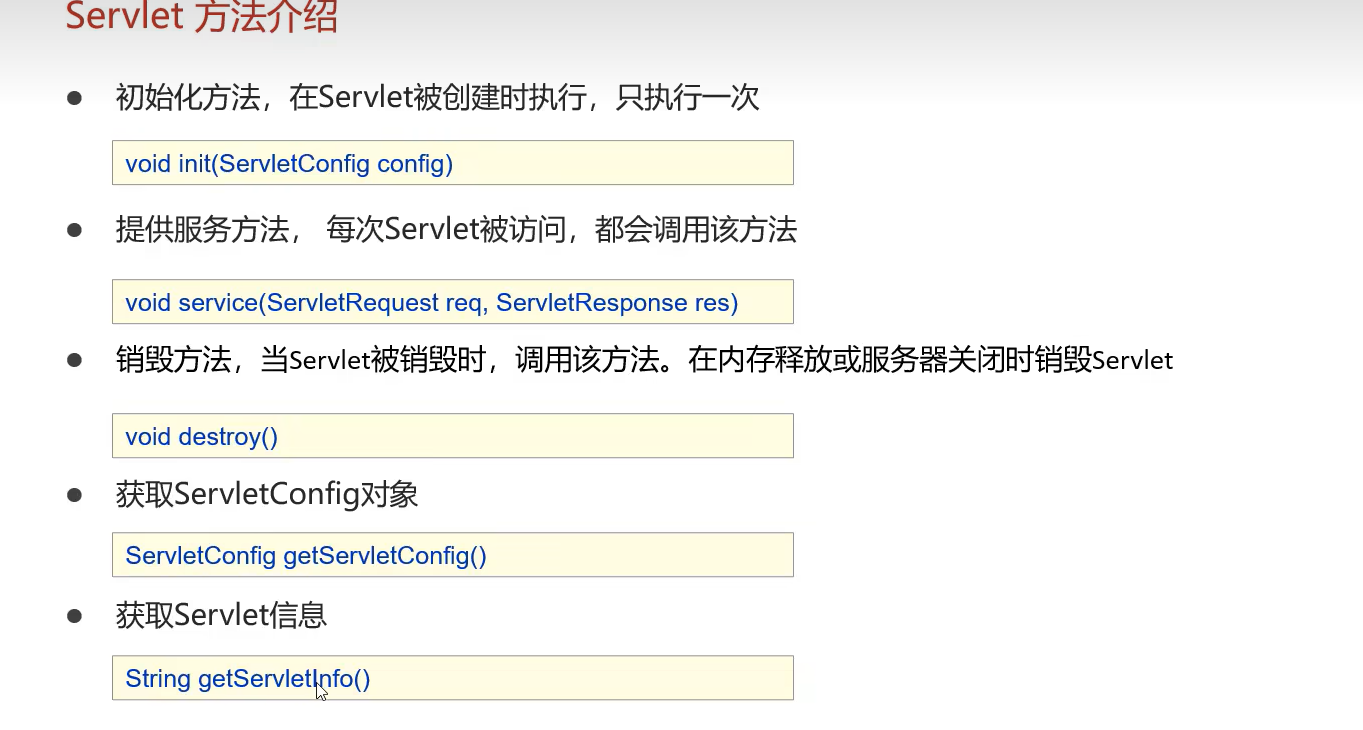 Servlet 方法介绍
初始化方法，在Servlet被创建时执行，只执行一次
void init(ServletConfig config)
提供服务方法， 每次Servlet被访问，都会调用该方法
void service(ServletRequest req, ServletResponse res)
销毁方法，当Servlet被销毁时，调用该方法。在内存释放或服务器关闭时销毁Servlet
void destroy()
获取ServletConfig对象
ServletConfig getServletConfig()
获取Servlet信息
String getServletInfo()